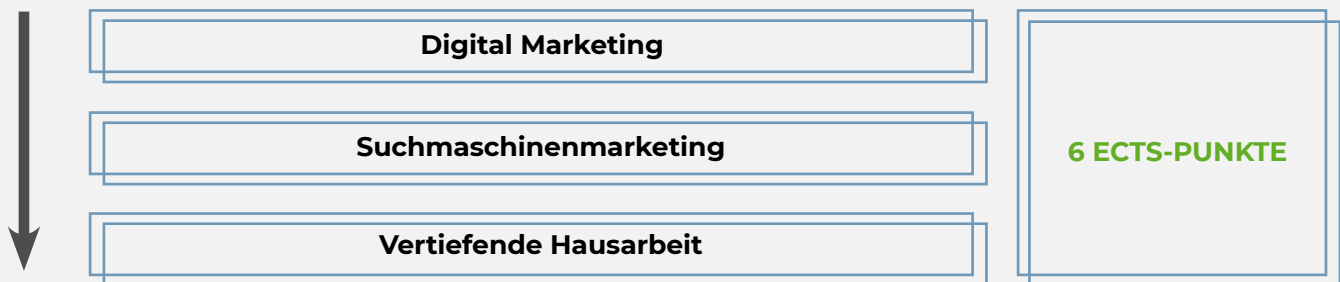 Digital Marketing
Suchmaschinenmarketing
6 ECTS-PUNKTE
Vertiefende Hausarbeit